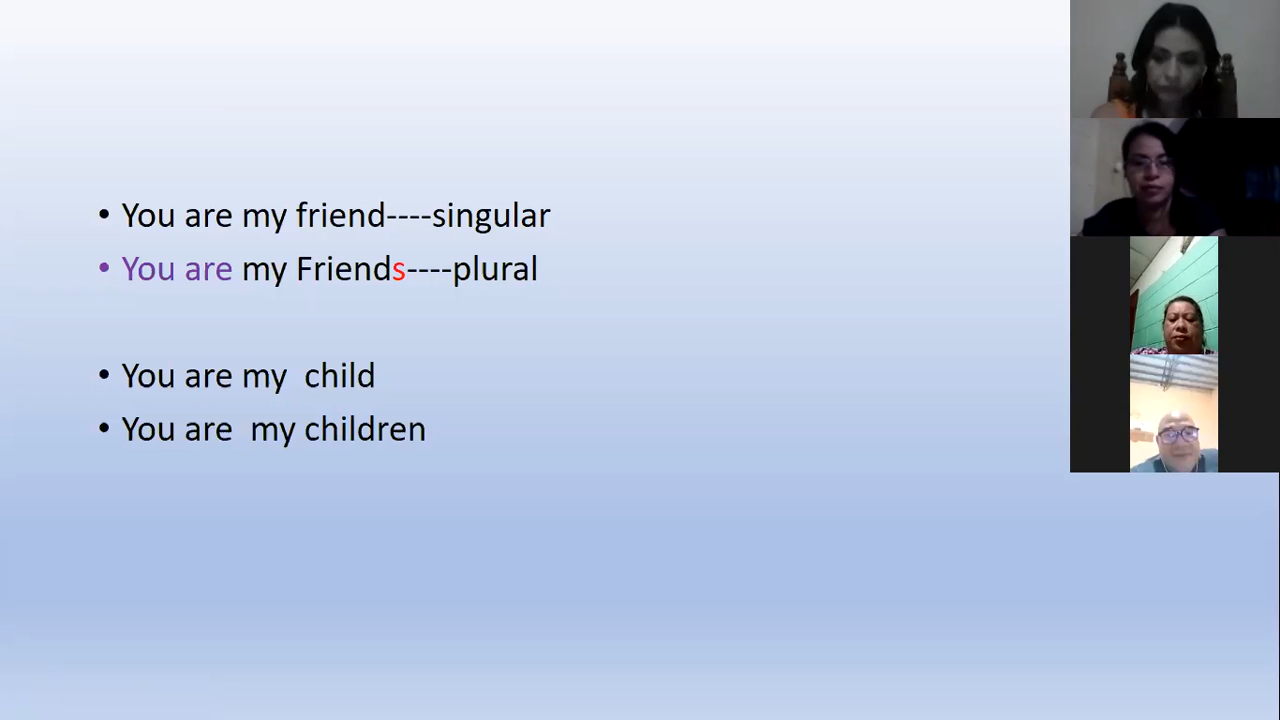 • You are my friend----singular
• You are my Friends----plural
• You are my  child
• You are  my children